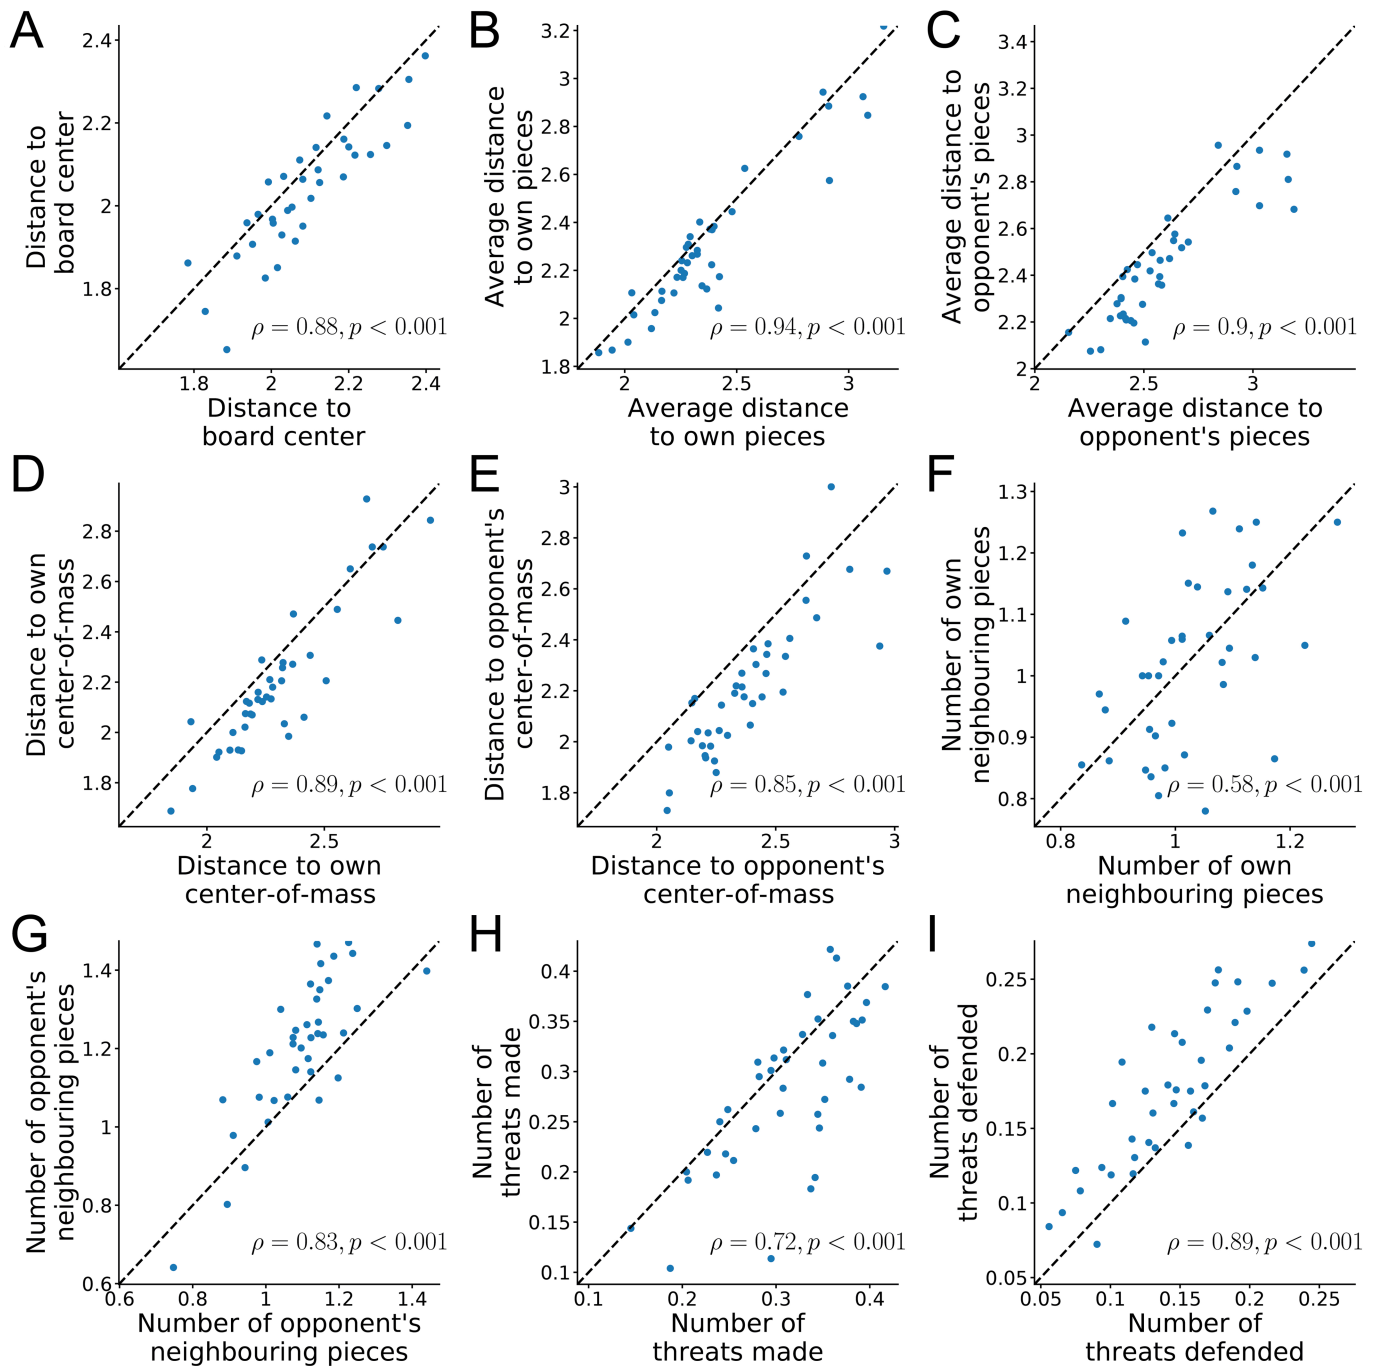 A
2.4
2.2
2
1.8
Distance to
board center
ρ = 0.88, p < 0.001
1.8
2
2.2
2.4
Distance to
board center
B
3.2
3
2.8
2.6
2.4
2.2
2
1.8
Average distance
to own pieces
ρ = 0.94, p < 0.001
2
2.5
3
Average distance
to own pieces
C
3.4
3.2
3
2.8
2.6
2.4
2.2
2
Average distance to
opponent's pieces
ρ = 0.9, p < 0.001
2
2.5
3
Average distance to
opponent's pieces
D
2.8
2.6
2.4
2.2
2
1.8
Distance to own
center-of-mass
ρ = 0.89, p < 0.001
2
2.5
Distance to own
center-of-mass
E
3
2.8
2.6
2.4
2.2
2
1.8
Distance to opponent's
center-of-mass
ρ = 0.85, p < 0.001
2
2.5
3
Distance to opponent's
center-of-mass
F
1.3
1.2
1.1
1
0.9
0.8
Number of own
neighbouring pieces
ρ = 0.58, p < 0.001
0.8
1
1.2
Number of own
neighbouring pieces
G
1.4
1.2
1
0.8
0.6
Number of opponent's
neighbouring pieces
ρ = 0.83, p < 0.001
0.6
0.8
1
1.2
1.4
Number of opponent's
neighbouring pieces
H
0.4
0.35
0.3
0.25
0.2
0.15
0.1
Number of
threats made
ρ = 0.72, p < 0.001
0.1
0.2
0.3
0.4
Number of
threats made
I
0.25
0.2
0.15
0.1
0.05
Number of
threats defended
ρ = 0.89, p < 0.001
0.05
0.1
0.15
0.2
0.25
Number of
threats defended